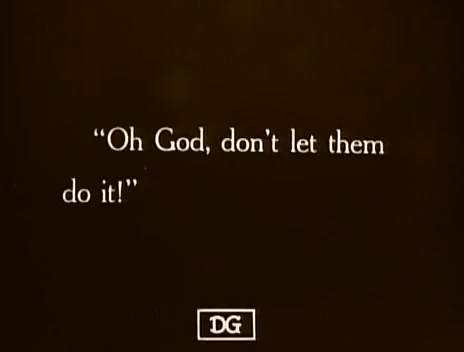 “Oh God, don't let them
do it!”
DG